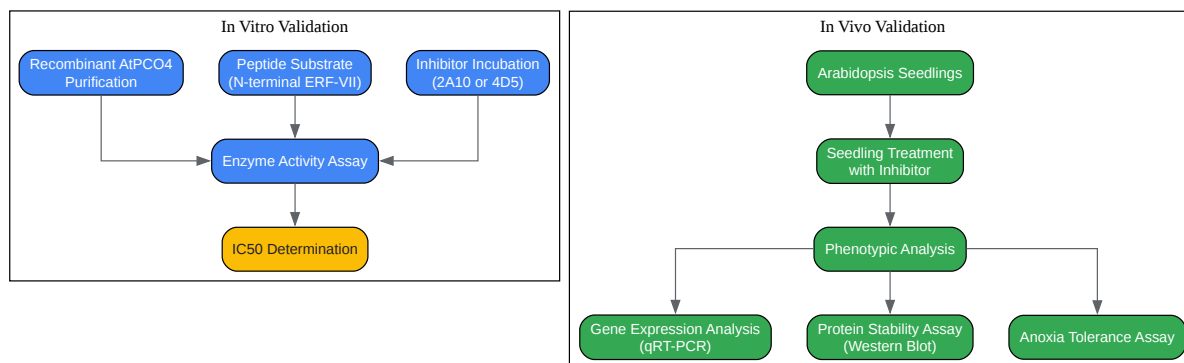 In Vitro Validation
Recombinant AtPCO4
Purification
Peptide Substrate
(N-terminal ERF-VII)
Inhibitor Incubation
(2A10 or 4D5)
Enzyme Activity Assay
IC50 Determination
In Vivo Validation
Arabidopsis Seedlings
Seedling Treatment
with Inhibitor
Phenotypic Analysis
Gene Expression Analysis
(qRT-PCR)
Protein Stability Assay
(Western Blot)
Anoxia Tolerance Assay